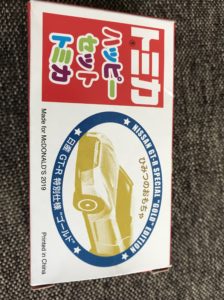 トミカ
ハッピー
セット
トミカ
NISSAN GT-R SPECIAL "GOLD" EDITION
ひみつのおもちゃ
日産 GT-R 特別仕様 "ゴールド"
Made for McDONALD'S 2019
Printed in China